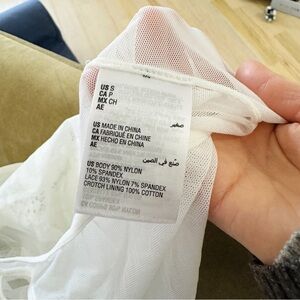 US S
CA P
MX CH
AE صغير
US MADE IN CHINA
CA FABRIQUÉ EN CHINE
MX HECHO EN CHINA
AE صنع في الصين
US BODY 90% NYLON
10% SPANDEX
LACE 93% NYLON 7% SPANDEX
CROTCH LINING 100% COTTON